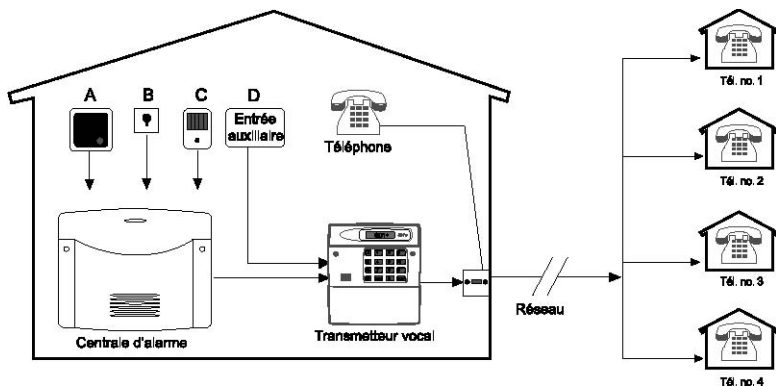 A B C D
Entrée
auxiliaire
Téléphone
Centrale d'alarme
Transmetteur vocal
Réseau
Tél. no. 1
Tél. no. 2
Tél. no. 3
Tél. no. 4